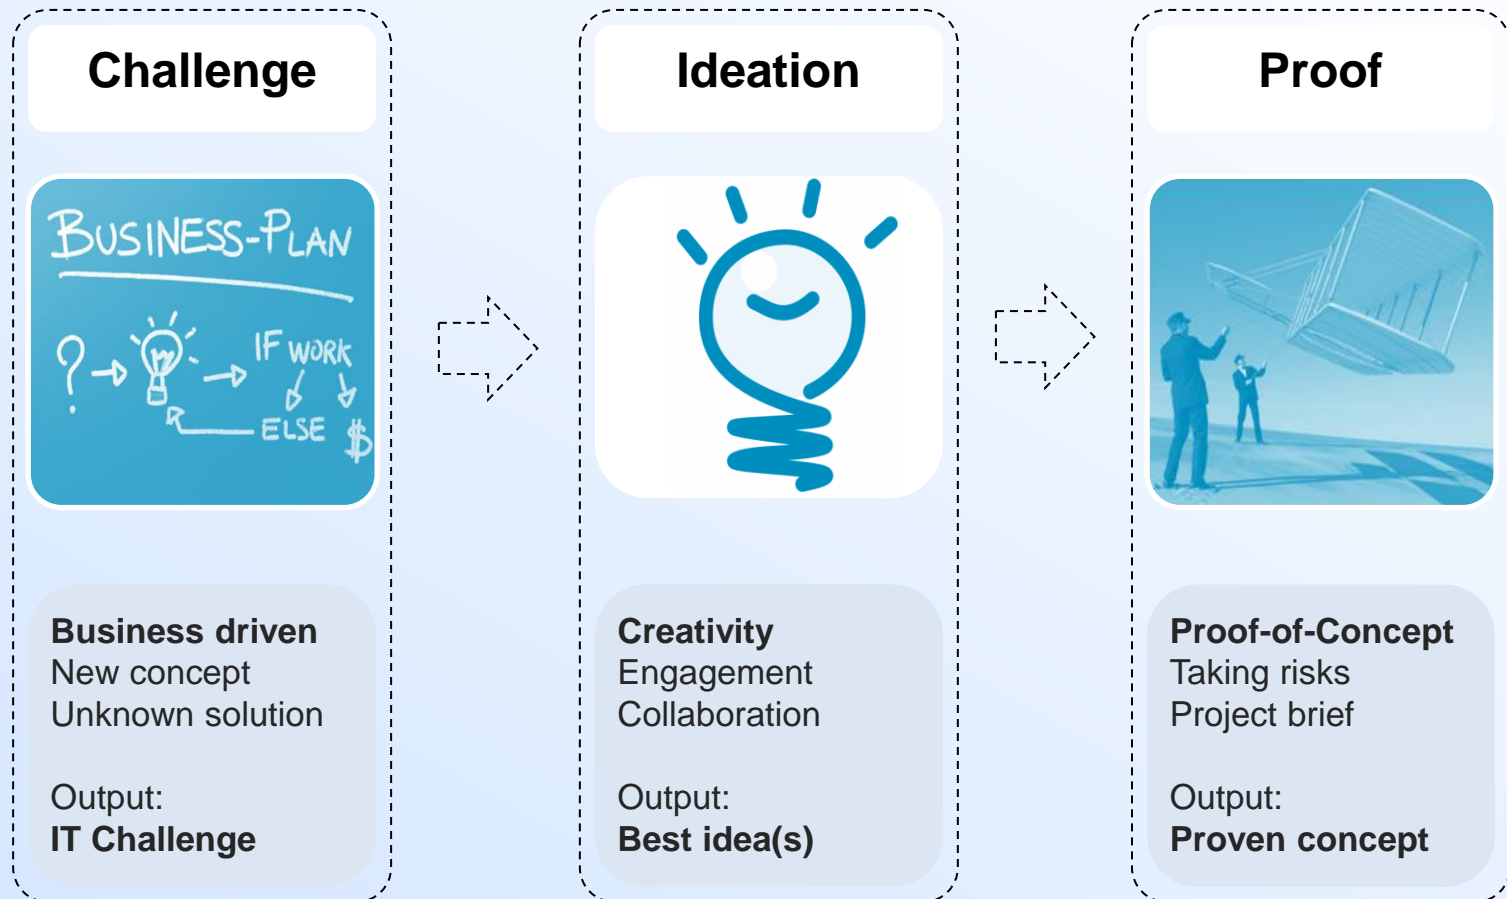 Challenge
BUSINESS-PLAN
? IF WORK
ELSE $
Business driven
New concept
Unknown solution
Output:
IT Challenge
Ideation
Creativity
Engagement
Collaboration
Output:
Best idea(s)
Proof
Proof-of-Concept
Taking risks
Project brief
Output:
Proven concept